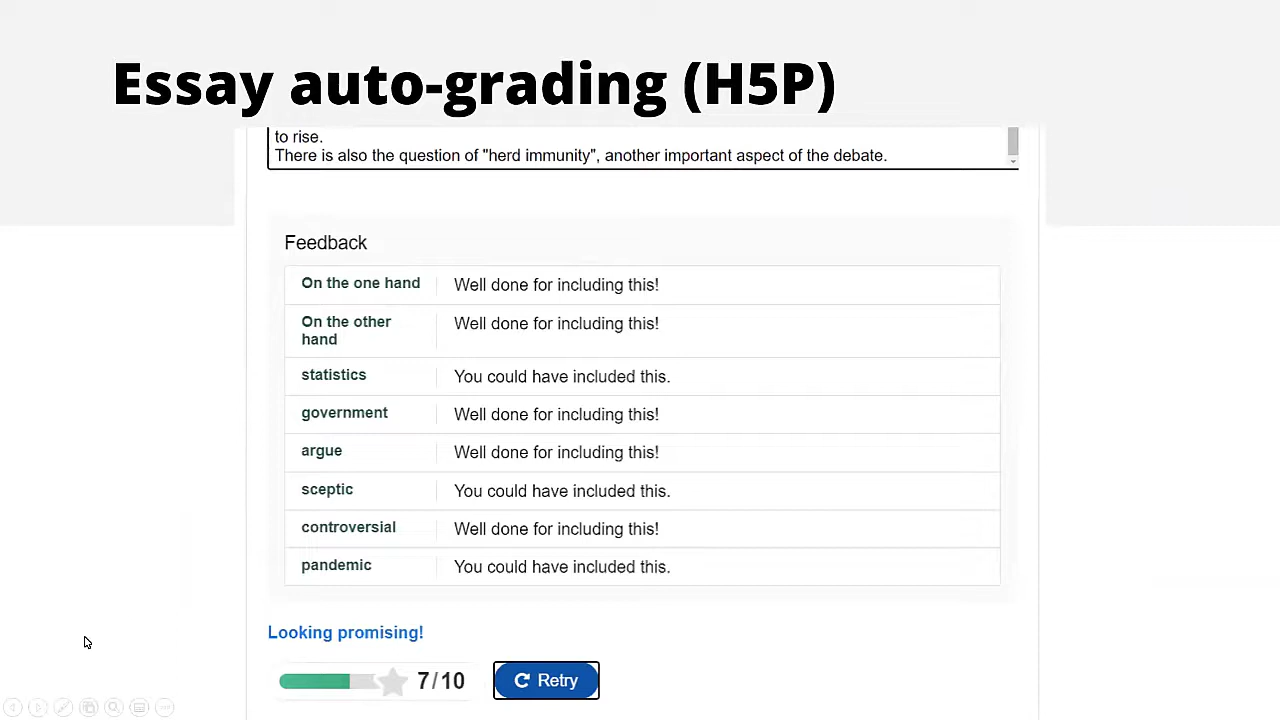 Essay auto-grading (H5P)
to rise.
There is also the question of "herd immunity", another important aspect of the debate.
Feedback
On the one hand Well done for including this!
On the other
hand Well done for including this!
statistics You could have included this.
government Well done for including this!
argue Well done for including this!
sceptic You could have included this.
controversial Well done for including this!
pandemic You could have included this.
Looking promising!
7/10 Retry